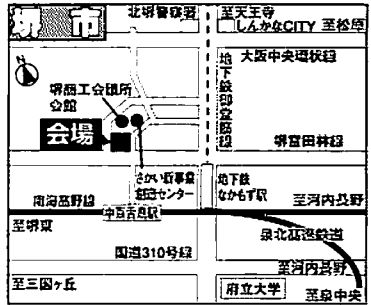 堺市
北堺警察署
至天王寺
しんかなCITY
至松原
N
大阪中央環状線
地下鉄御堂筋線
堺商工会議所
会館
会場
堺富田林線
さかい新事業
創造センター
地下鉄
なかもず駅
南海高野線
至河内長野
中百舌鳥駅
至堺東
泉北高速鉄道
国道310号線
至河内長野
至三国ヶ丘
府立大学
至泉中央